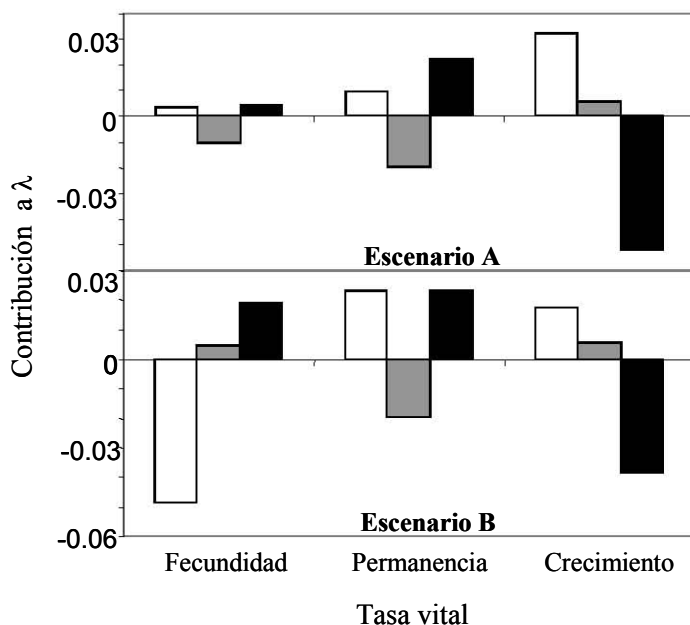 0.03
0
-0.03
Escenario A
0.03
0
-0.03
-0.06
Escenario B
Contribución a λ
Fecundidad Permanencia Crecimiento
Tasa vital